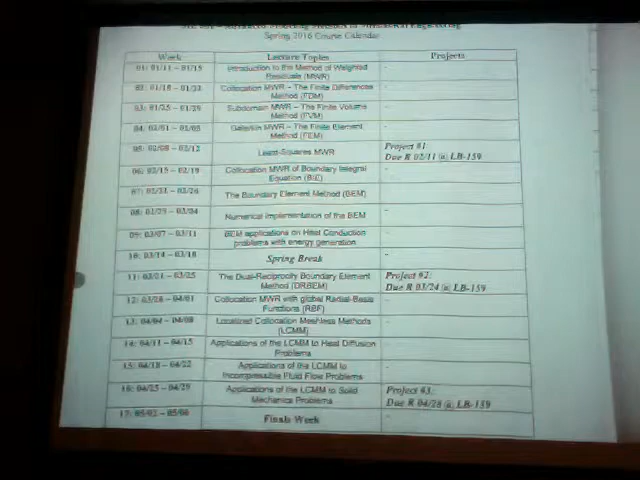 Spring 2016 Course Calendar
Week Lecture Topics Projects
01: 01/11 – 01/15 Introduction to the Method of Weighted Residuals (MWR) -
02: 01/18 – 01/22 Collocation MWR – The Finite Differences Method (FDM) -
03: 01/25 – 01/29 Subdomain MWR – The Finite Volume Method (FVM) -
04: 02/01 – 02/05 Galerkin MWR – The Finite Element Method (FEM) -
05: 02/08 – 02/12 Least-Squares MWR Project #1: Due R 02/11 @ LB-159
06: 02/15 – 02/19 Collocation MWR of Boundary Integral Equation (BIE) -
07: 02/22 – 02/26 The Boundary Element Method (BEM) -
08: 02/29 – 03/04 Numerical Implementation of the BEM -
09: 03/07 – 03/11 BEM applications on Heat Conduction problems with energy generation -
10: 03/14 – 03/18 Spring Break -
11: 03/21 – 03/25 The Dual-Reciprocity Boundary Element Method (DRBEM) Project #2: Due R 03/24 @ LB-159
12: 03/28 – 04/01 Collocation MWR with global Radial-Basis Functions (RBF) -
13: 04/04 – 04/08 Localized Collocation Meshless Methods (LCMM) -
14: 04/11 – 04/15 Applications of the LCMM to Heat Diffusion Problems -
15: 04/18 – 04/22 Applications of the LCMM to Incompressible Fluid Flow Problems -
16: 04/25 – 04/29 Applications of the LCMM to Solid Mechanics Problems Project #3: Due R 04/28 @ LB-159
17: 05/02 – 05/06 Finals Week -